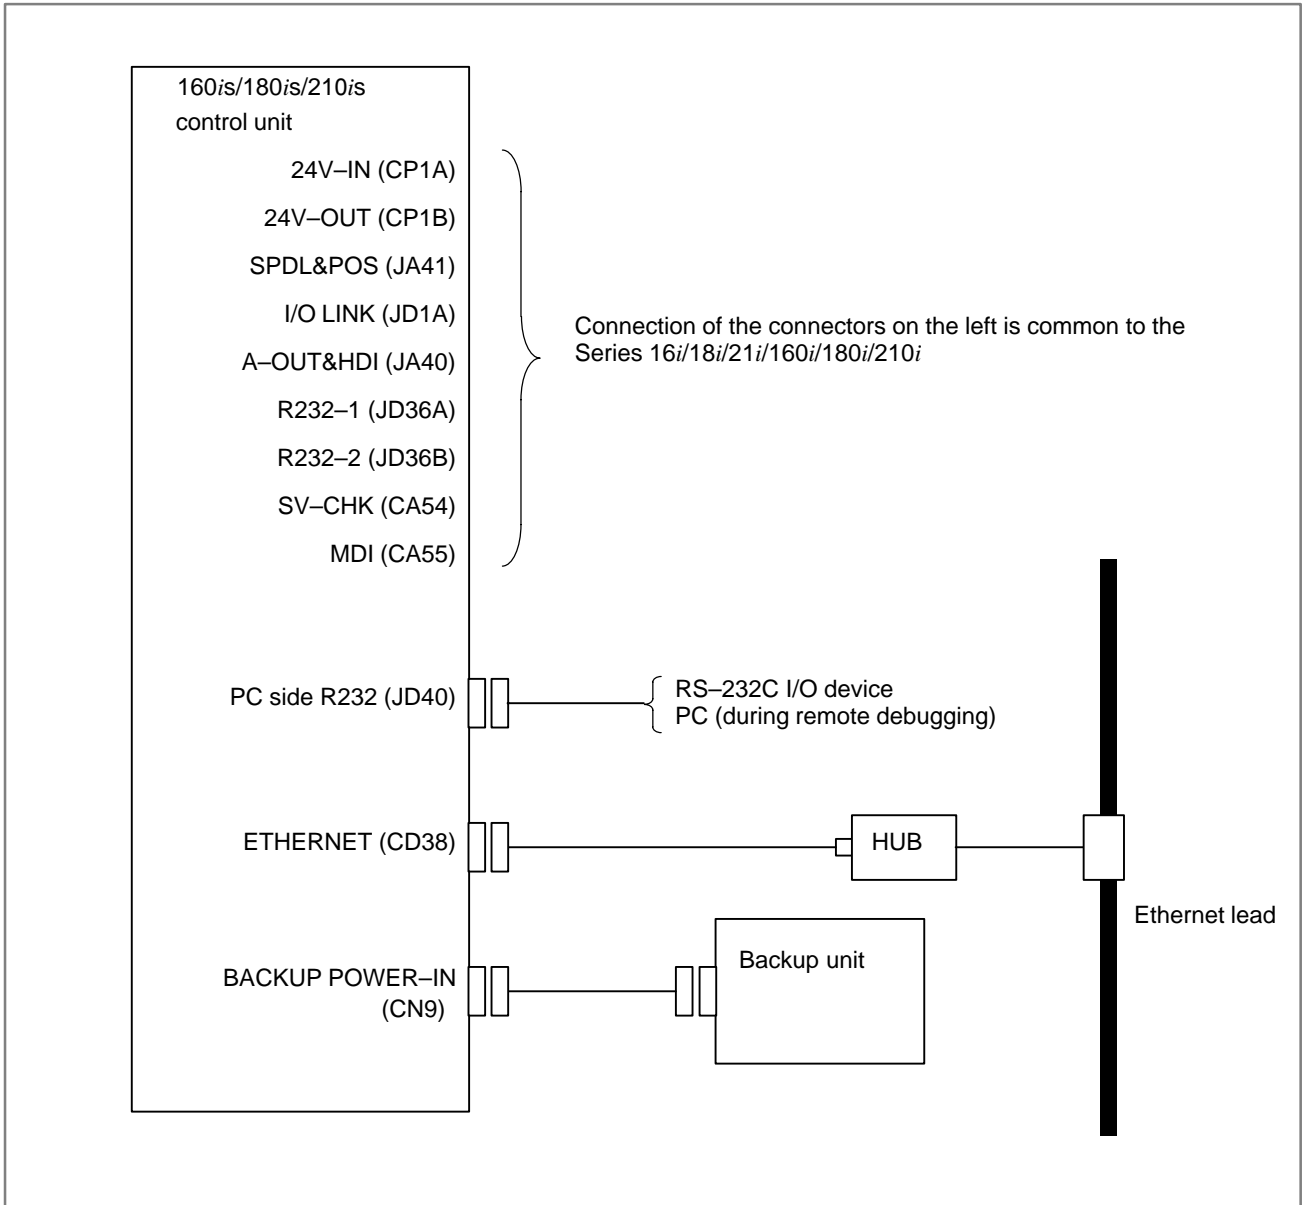 160is/180is/210is
control unit
24V–IN (CP1A)
24V–OUT (CP1B)
SPDL&POS (JA41)
I/O LINK (JD1A)
A–OUT&HDI (JA40)
R232–1 (JD36A)
R232–2 (JD36B)
SV–CHK (CA54)
MDI (CA55)
Connection of the connectors on the left is common to the
Series 16i/18i/21i/160i/180i/210i
PC side R232 (JD40)
RS–232C I/O device
PC (during remote debugging)
ETHERNET (CD38)
HUB
Ethernet lead
BACKUP POWER–IN
(CN9)
Backup unit